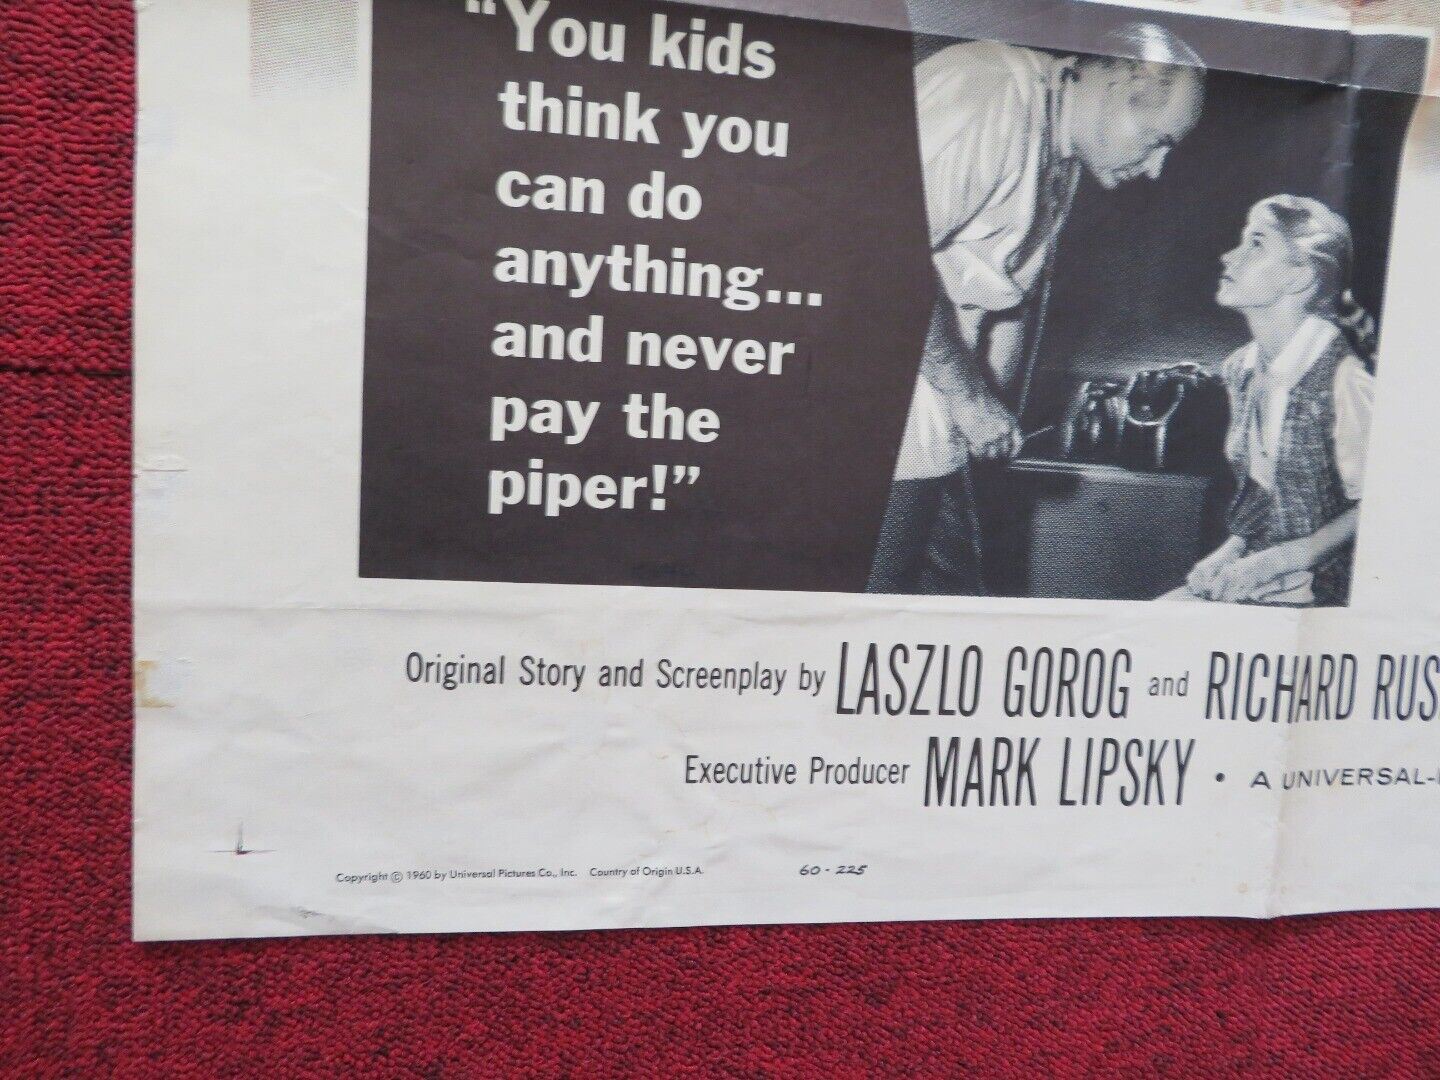 "You kids
think you
can do
anything...
and never
pay the
piper!"
Original Story and Screenplay by LASZLO GOROG and RICHARD RUS
Executive Producer MARK LIPSKY • A UNIVERSAL-
Copyright © 1960 by Universal Pictures Co., Inc. Country of Origin U.S.A. 60 - 225